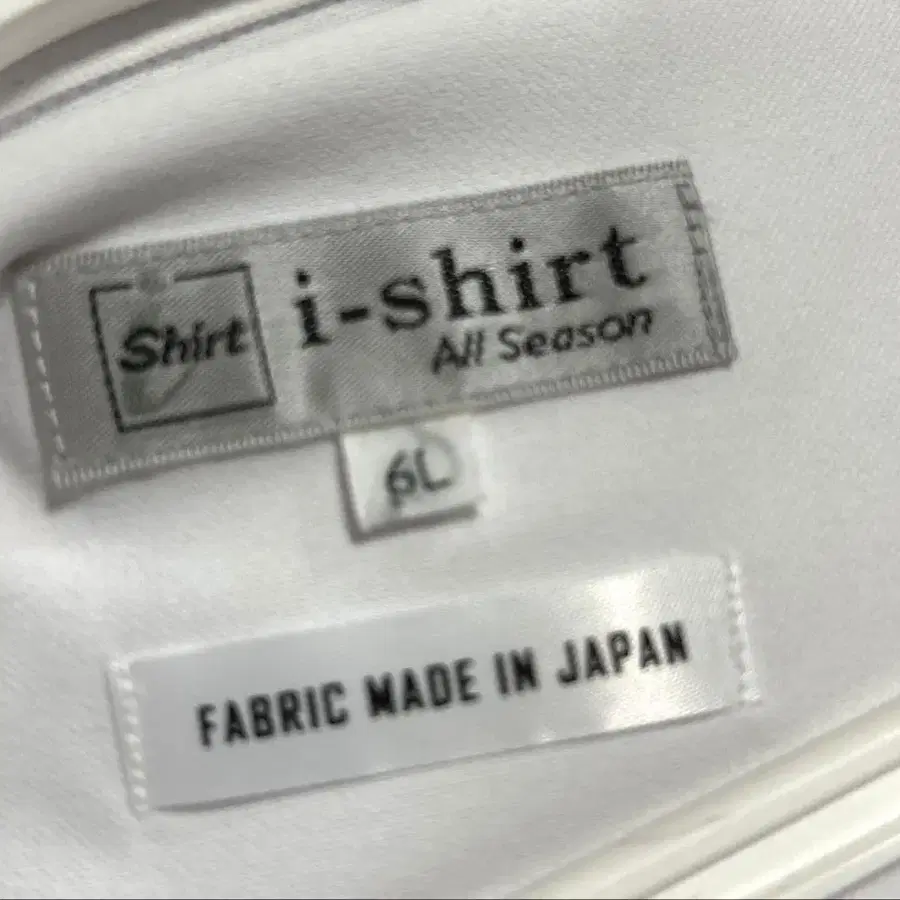 Shirt
i-shirt
All Season
6L
FABRIC MADE IN JAPAN